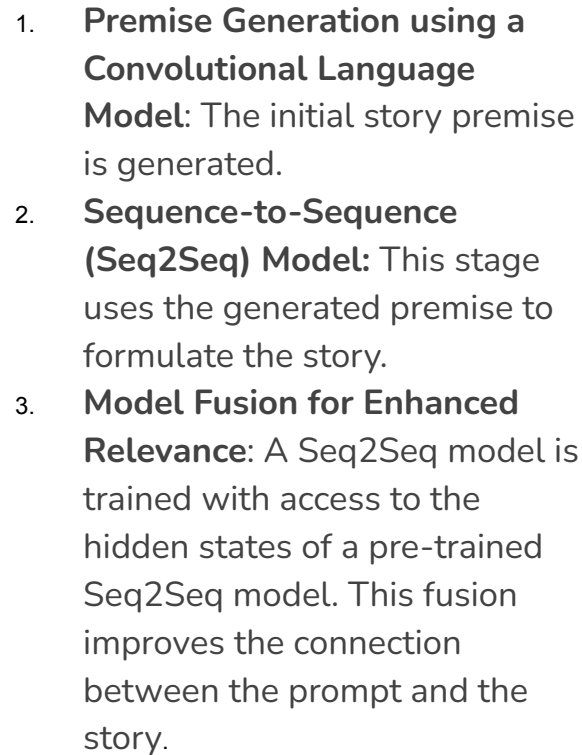 1. Premise Generation using a
Convolutional Language
Model: The initial story premise
is generated.
2. Sequence-to-Sequence
(Seq2Seq) Model: This stage
uses the generated premise to
formulate the story.
3. Model Fusion for Enhanced
Relevance: A Seq2Seq model is
trained with access to the
hidden states of a pre-trained
Seq2Seq model. This fusion
improves the connection
between the prompt and the
story.